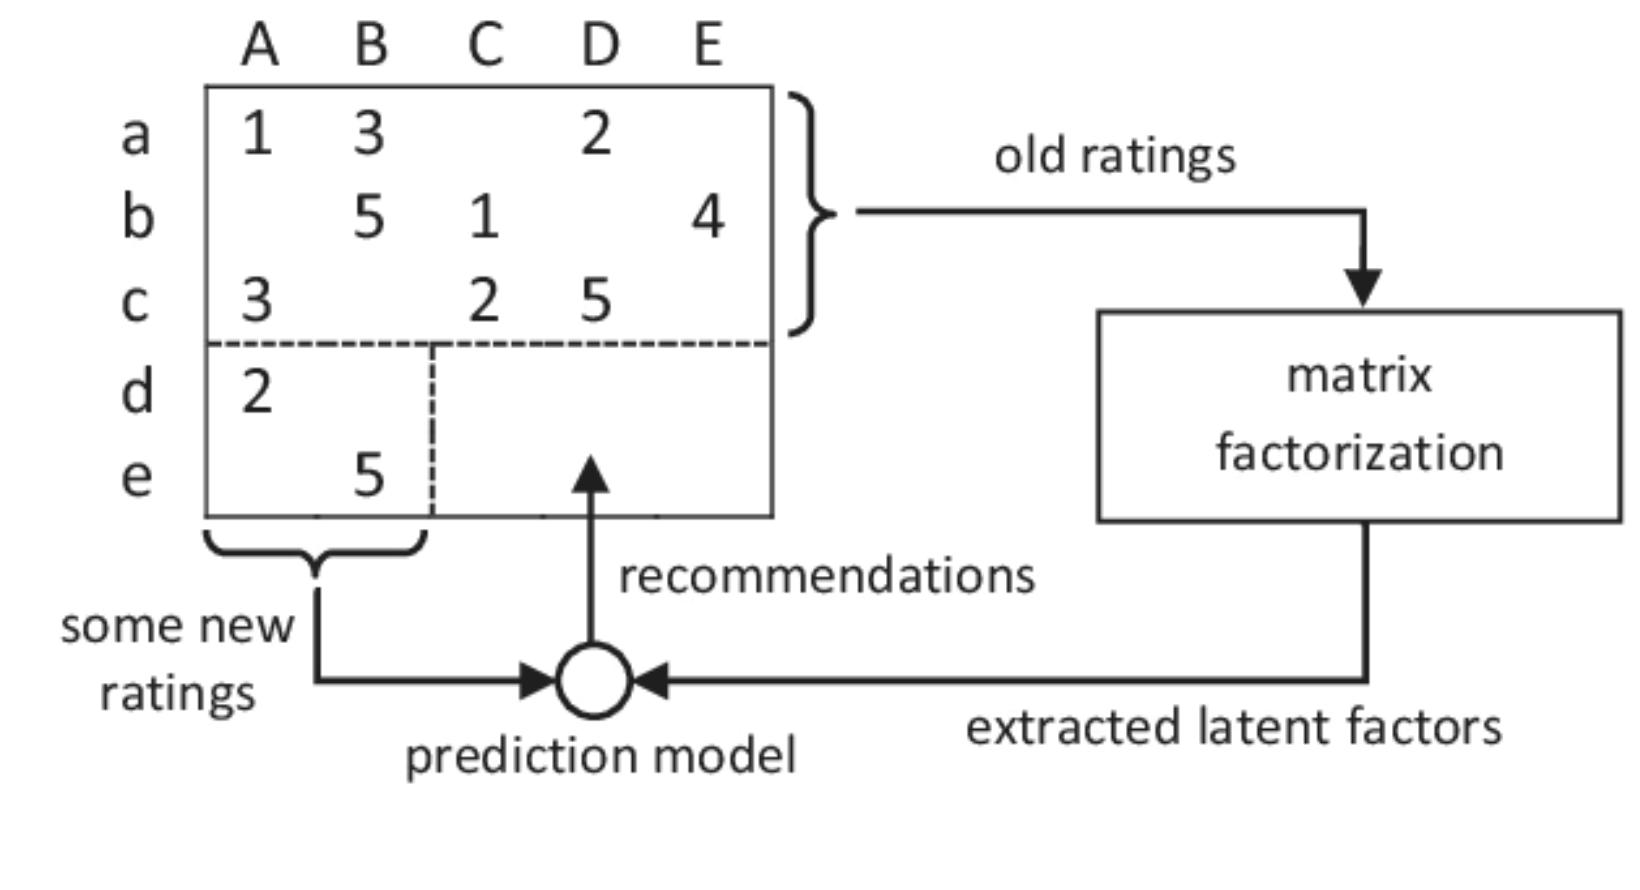 A B C D E
a 1 3 2
b 5 1 4
c 3 2 5
d 2
e 5
old ratings
matrix
factorization
recommendations
some new
ratings
prediction model
extracted latent factors